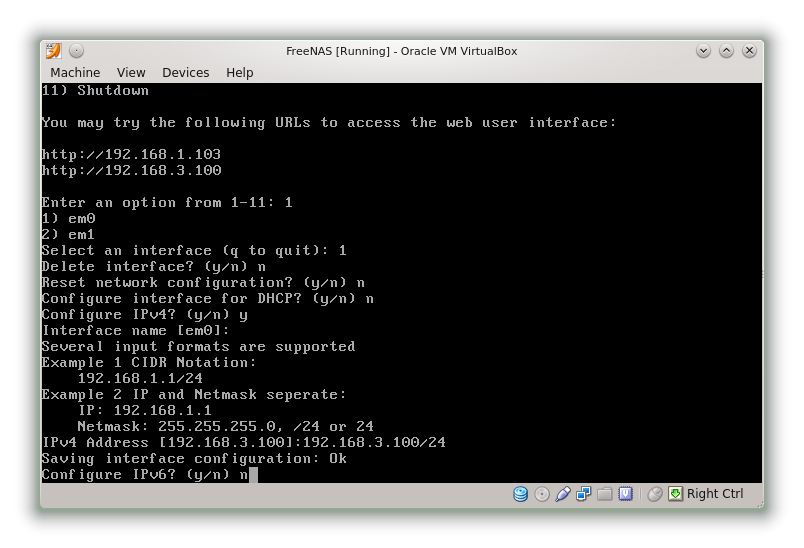 FreeNAS [Running] - Oracle VM VirtualBox
Machine View Devices Help
11) Shutdown
You may try the following URLs to access the web user interface:
http://192.168.1.103
http://192.168.3.100
Enter an option from 1-11: 1
1) em0
2) em1
Select an interface (q to quit): 1
Delete interface? (y/n) n
Reset network configuration? (y/n) n
Configure interface for DHCP? (y/n) n
Configure IPv4? (y/n) y
Interface name [em0]:
Several input formats are supported
Example 1 CIDR Notation:
    192.168.1.1/24
Example 2 IP and Netmask seperate:
    IP: 192.168.1.1
    Netmask: 255.255.255.0, /24 or 24
IPv4 Address [192.168.3.100]:192.168.3.100/24
Saving interface configuration: Ok
Configure IPv6? (y/n) n
Right Ctrl